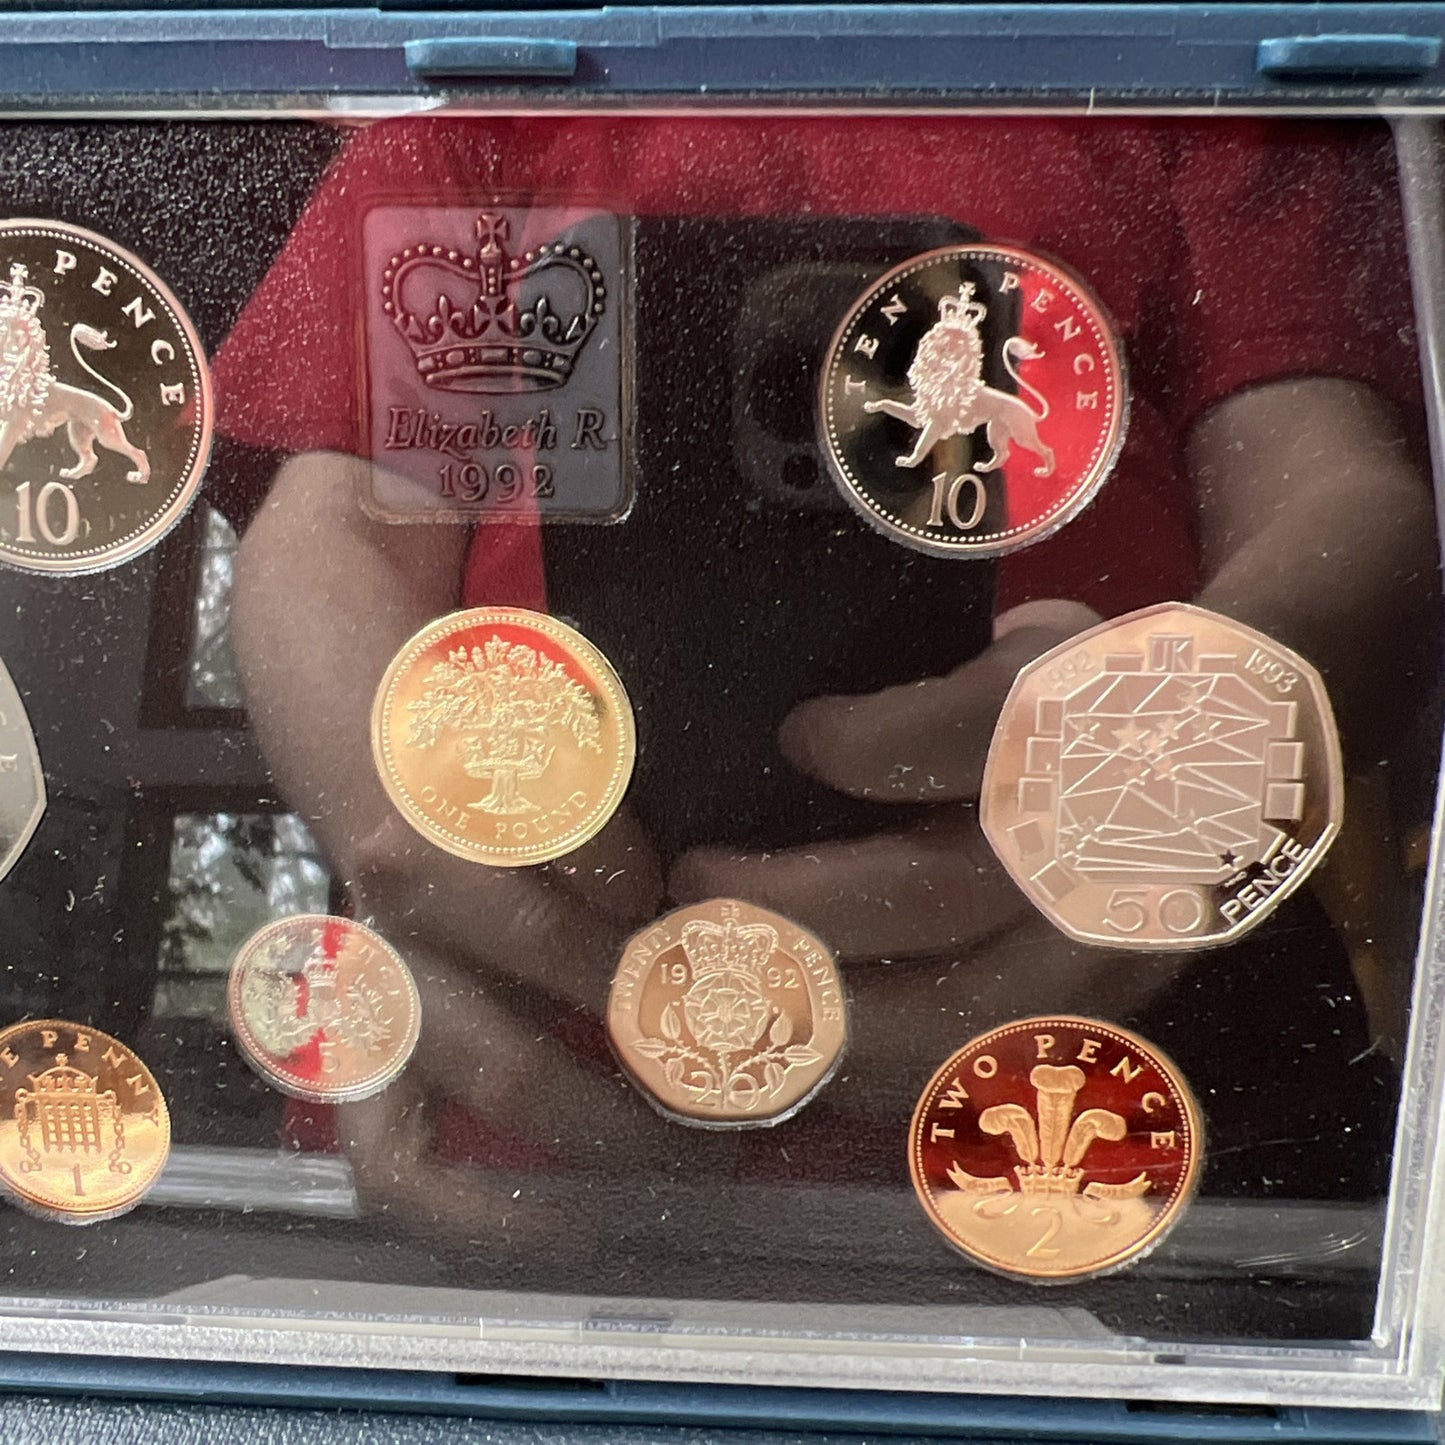 PENCE
10
Elizabeth R
1992
TEN PENCE
10
ONE POUND
UK
1992 1993
50
PENCE
5
TWENTY PENCE
19 92
20
E PENNY
1
TWO PENCE
2